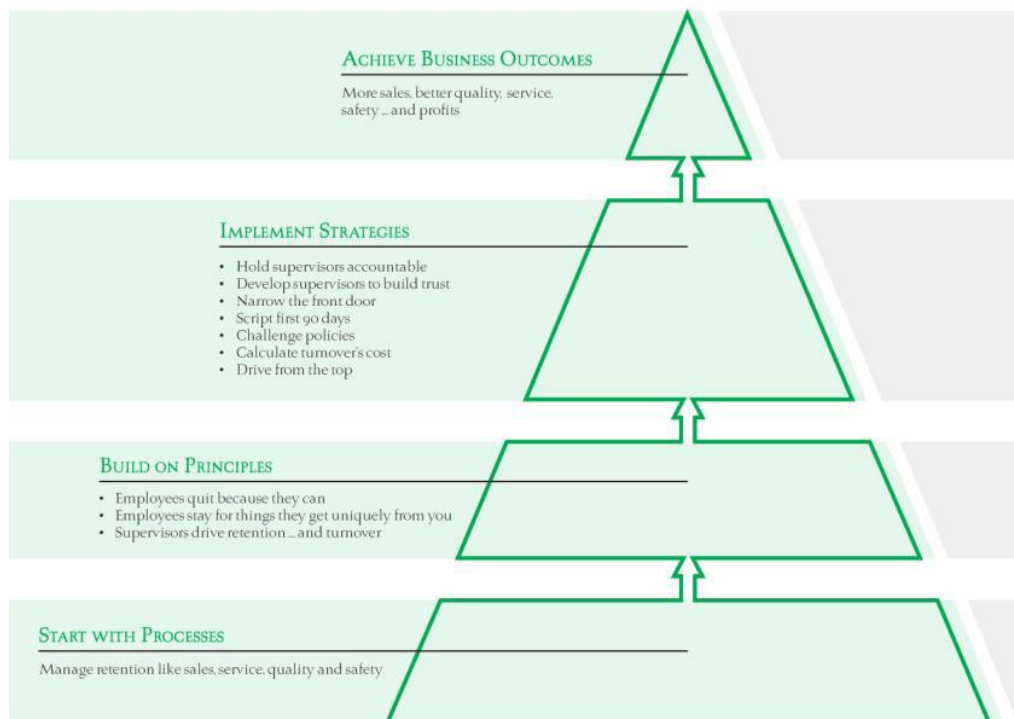 ACHIEVE BUSINESS OUTCOMES
More sales, better quality, service,
safety ... and profits
IMPLEMENT STRATEGIES
• Hold supervisors accountable
• Develop supervisors to build trust
• Narrow the front door
• Script first 90 days
• Challenge policies
• Calculate turnover's cost
• Drive from the top
BUILD ON PRINCIPLES
• Employees quit because they can
• Employees stay for things they get uniquely from you
• Supervisors drive retention ... and turnover
START WITH PROCESSES
Manage retention like sales, service, quality and safety